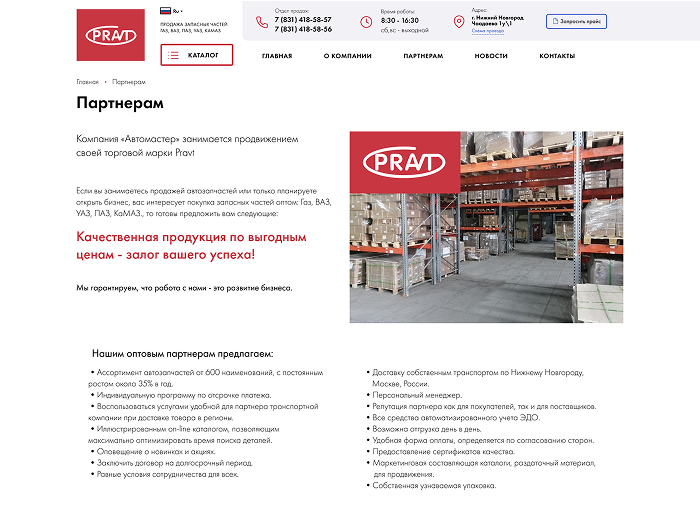 PRAVT
Ru
ПРОДАЖА ЗАПАСНЫХ ЧАСТЕЙ
ГАЗ, ВАЗ, ПАЗ, УАЗ, КАМАЗ
Отдел продаж:
7 (831) 418-58-57
7 (831) 418-58-56
Время работы:
8:30 - 16:30
сб,вс - выходной
Адрес:
г. Нижний Новгород
Чаадаева 1у\1
Схема проезда
Запросить прайс
КАТАЛОГ
ГЛАВНАЯ
О КОМПАНИИ
ПАРТНЕРАМ
НОВОСТИ
КОНТАКТЫ
Главная • Партнерам
Партнерам
Компания «Автомастер» занимается продвижением
своей торговой марки Pravt
Если вы занимаетесь продажей автозапчастей или только планируете
открыть бизнес, вас интересует покупка запасных частей оптом: Газ, ВАЗ,
УАЗ, ПАЗ, КаМАЗ., то готовы предложить вам следующие:
Качественная продукция по выгодным
ценам - залог вашего успеха!
Мы гарантируем, что работа с нами - это развитие бизнеса.
PRAVT
Нашим оптовым партнерам предлагаем:
• Ассортимент автозапчастей от 600 наименований, с постоянным
ростом около 35% в год.
• Индивидуальную программу по отсрочке платежа.
• Воспользоваться услугами удобной для партнера транспортной
компании при доставке товара в регионы.
• Иллюстрированным on-line каталогом, позволяющим
максимально оптимизировать время поиска деталей.
• Оповещение о новинках и акциях.
• Заключить договор на долгосрочный период.
• Равные условия сотрудничества для всех.
• Доставку собственным транспортом по Нижнему Новгороду,
Москве, России.
• Персональный менеджер.
• Репутация партнера как для покупателей, так и для поставщиков.
• Все средства автоматизированного учета ЭДО.
• Возможна отгрузка день в день.
• Удобная форма оплаты, определяется по согласованию сторон.
• Предоставление сертификатов качества.
• Маркетинговая составляющая каталоги, раздаточный материал,
для продвижения.
• Собственная узнаваемая упаковка.